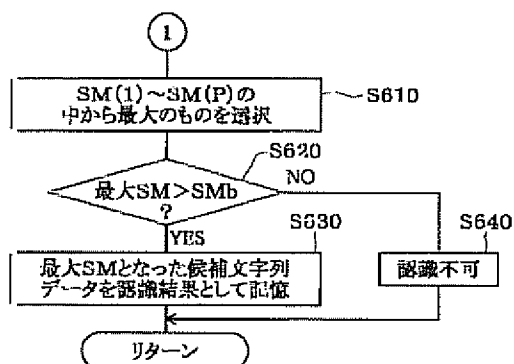 1
SM(1)～SM(P)の
中から最大のものを選択
S610
S620
最大SM>SMb
?
NO
YES
S630
S640
最大SMとなった候補文字列
データを認識結果として記憶
認識不可
リターン